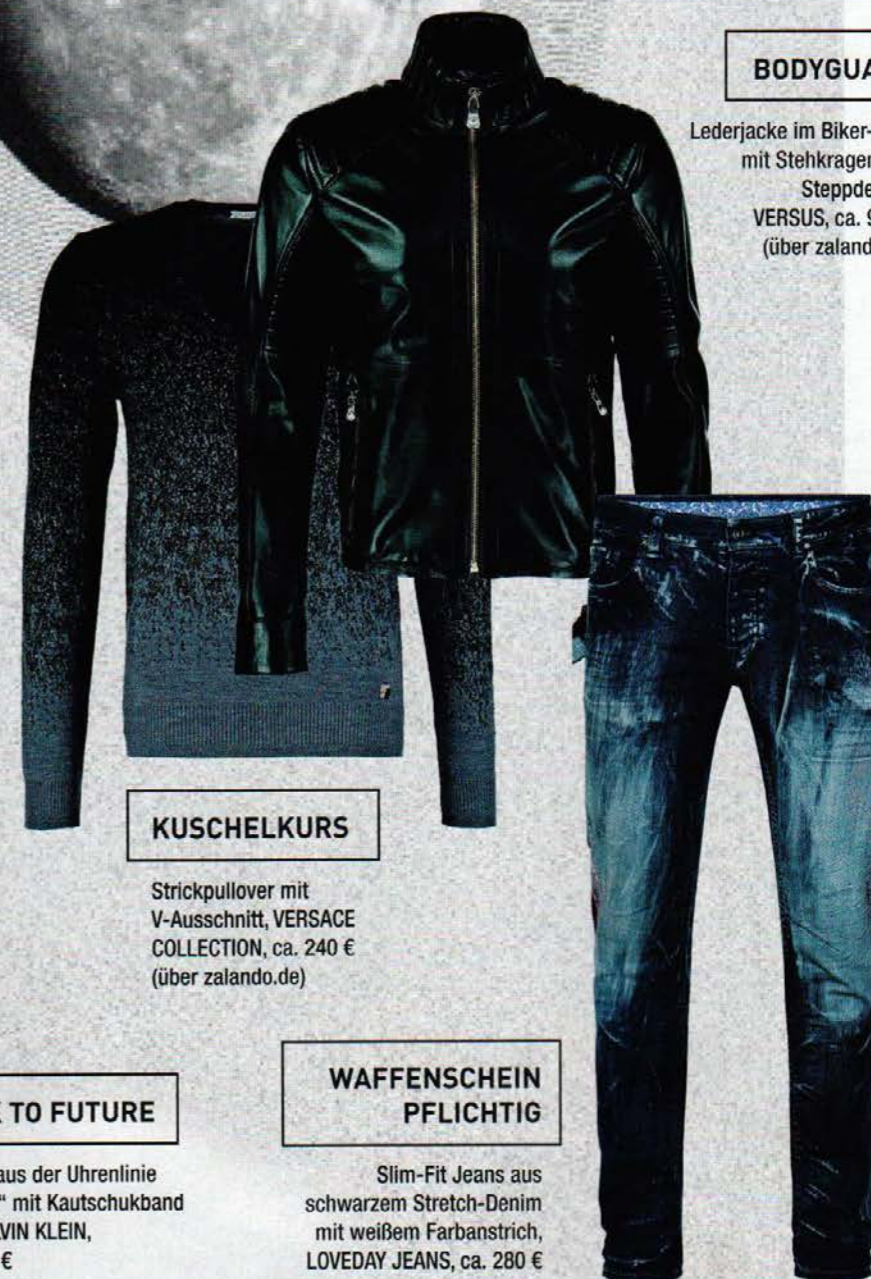 BODYGUA
Lederjacke im Biker-
mit Stehkragen
Steppde
VERSUS, ca. 9
(über zaland
KUSCHELKURS
Strickpullover mit
V-Ausschnitt, VERSACE
COLLECTION, ca. 240 €
(über zalando.de)
TO FUTURE
aus der Uhrenlinie
“ mit Kautschukband
VIN KLEIN,
€
WAFFENSCHEIN
PFLICHTIG
Slim-Fit Jeans aus
schwarzem Stretch-Denim
mit weißem Farbanstrich,
LOVEDAY JEANS, ca. 280 €